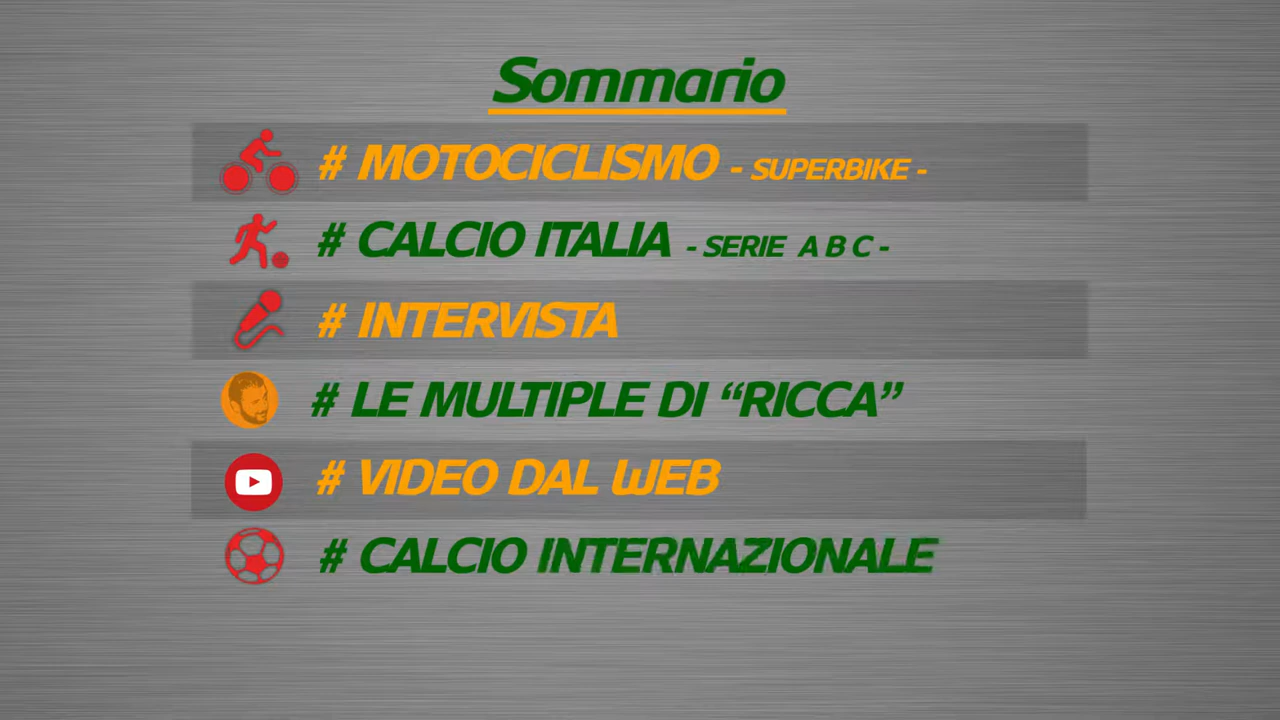 Sommario
# MOTOCICLISMO - SUPERBIKE -
# CALCIO ITALIA - SERIE A B C -
# INTERVISTA
# LE MULTIPLE DI “RICCA”
# VIDEO DAL WEB
# CALCIO INTERNAZIONALE